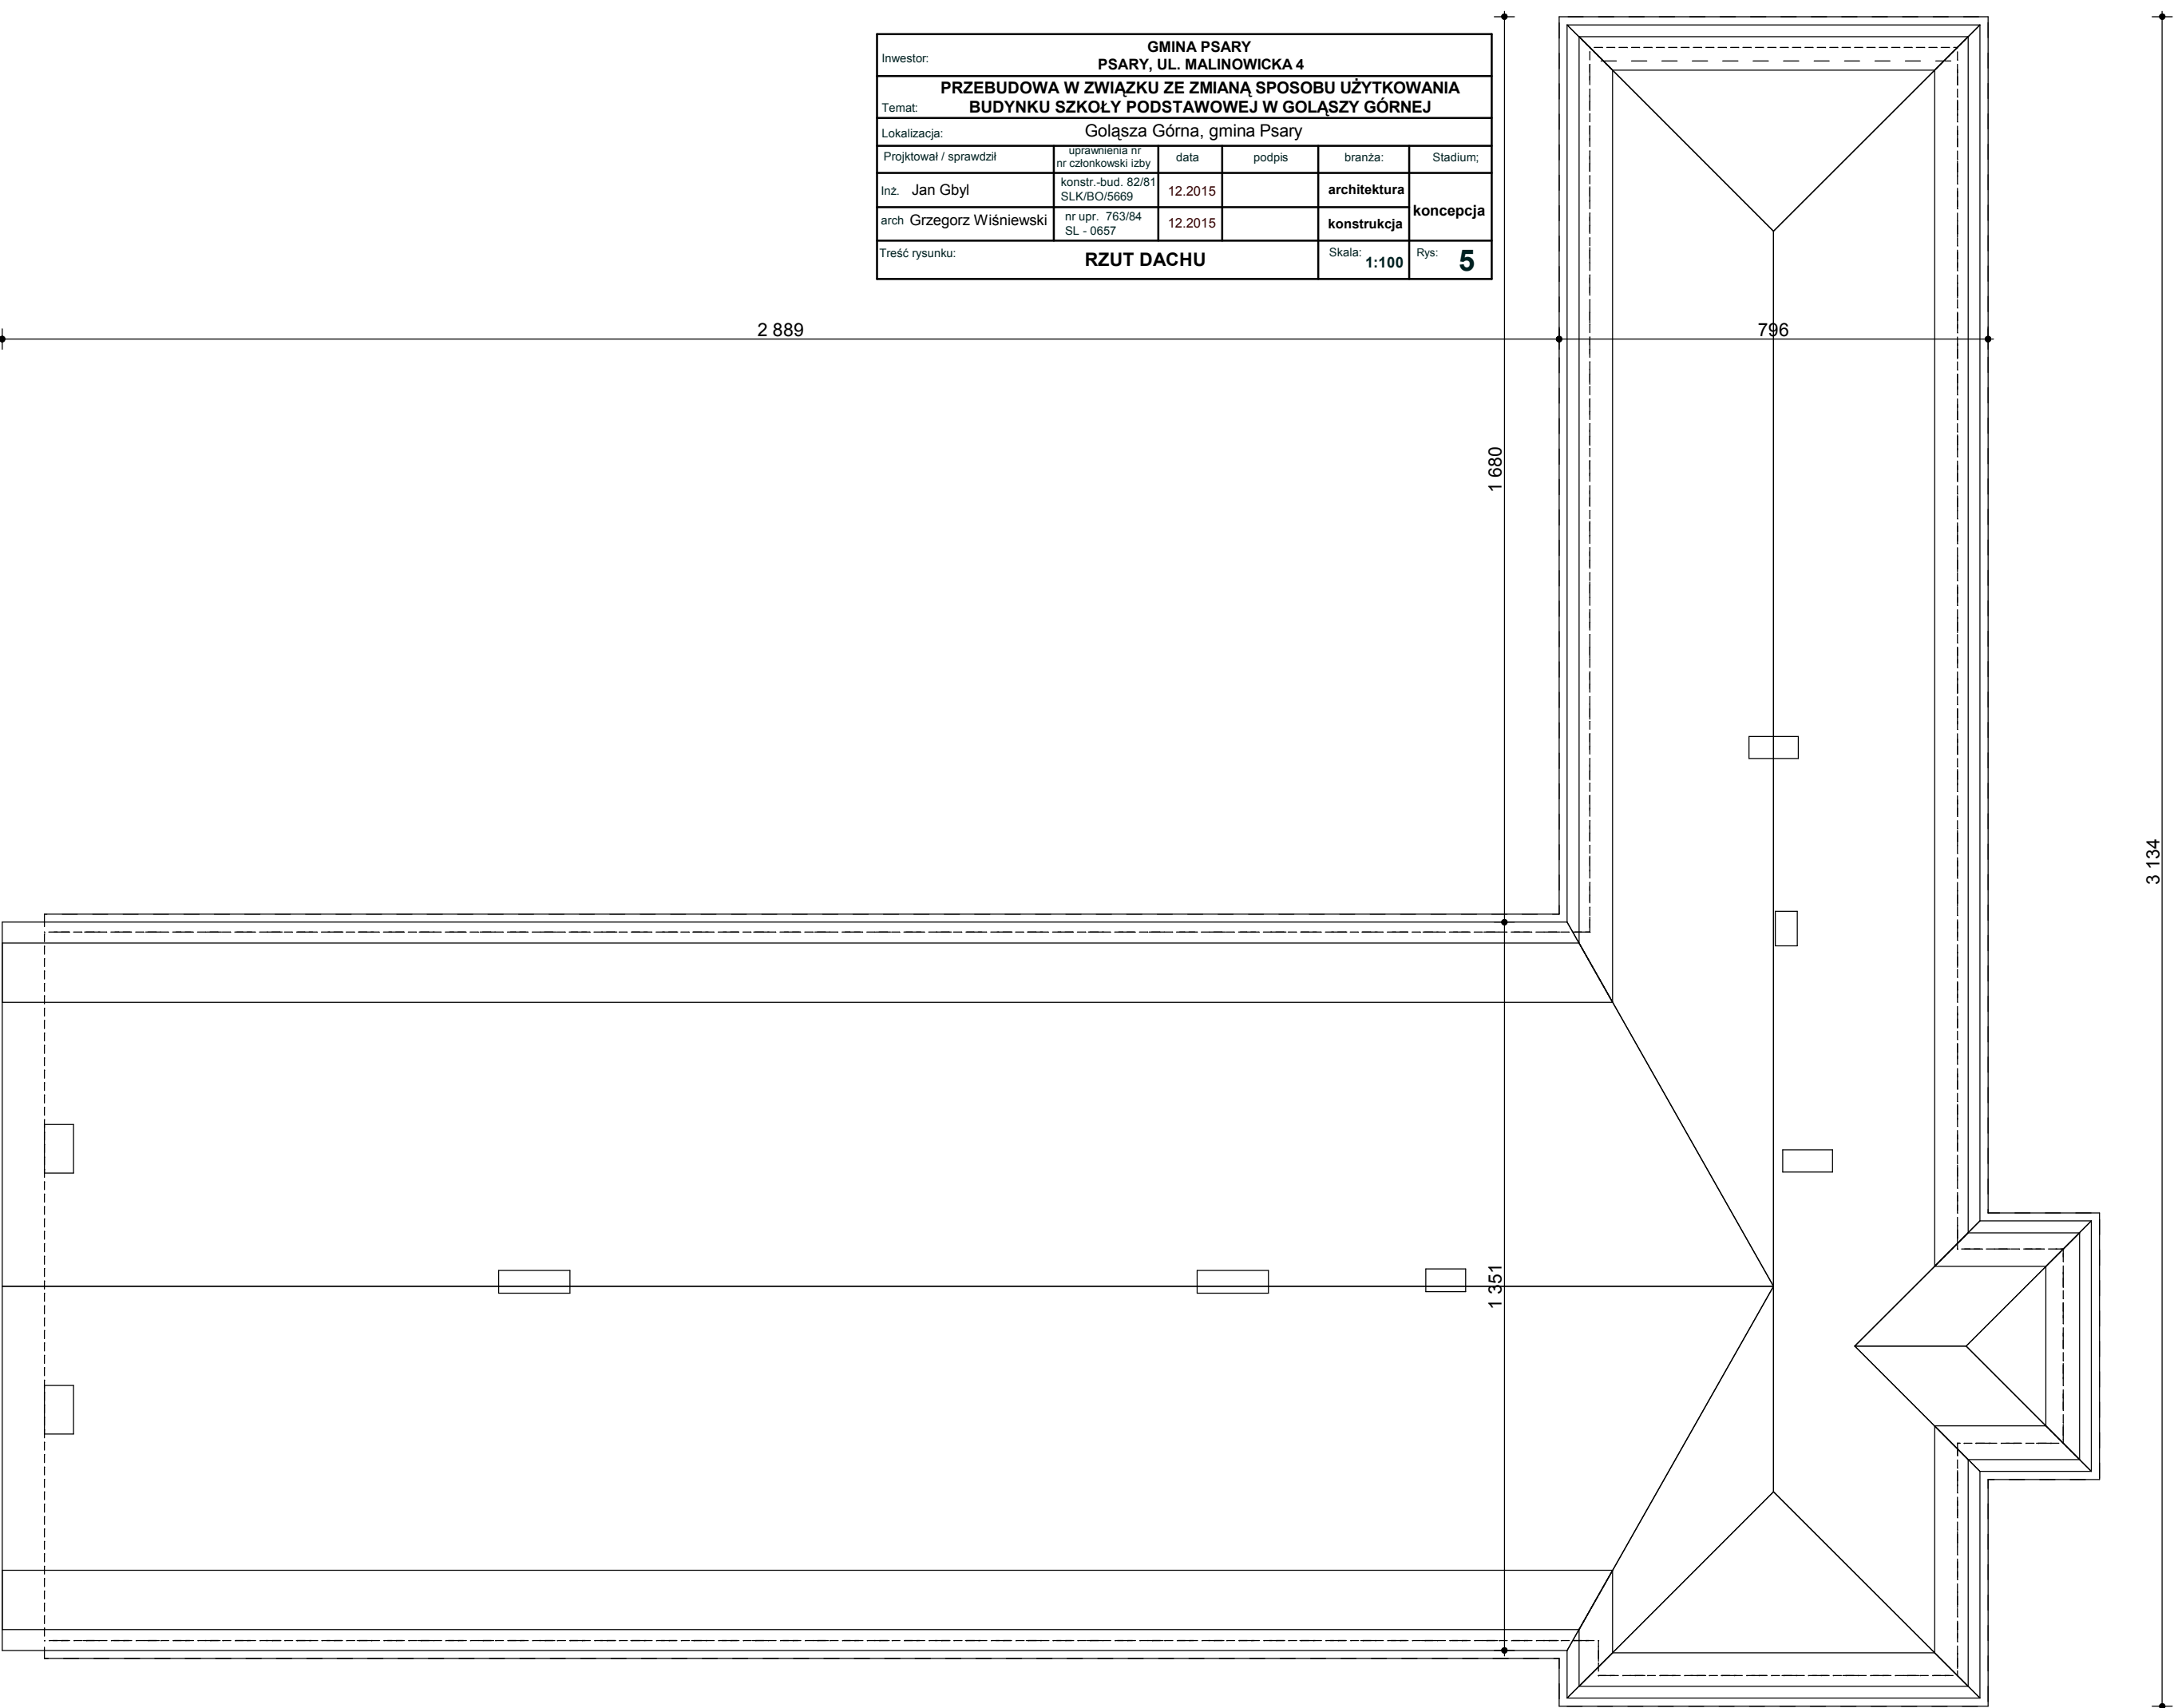 Inwestor:
GMINA PSARY
PSARY, UL. MALINOWICKA 4
Temat:
PRZEBUDOWA W ZWIĄZKU ZE ZMIANĄ SPOSOBU UŻYTKOWANIA
BUDYNKU SZKOŁY PODSTAWOWEJ W GOLĄSZY GÓRNEJ
Lokalizacja:
Goląsza Górna, gmina Psary
Projktował / sprawdził
uprawnienia nr
nr członkowski izby
data
podpis
branża:
Stadium;
Inż. Jan Gbyl
konstr.-bud. 82/81
SLK/BO/5669
12.2015
architektura
koncepcja
arch Grzegorz Wiśniewski
nr upr. 763/84
SL - 0657
12.2015
konstrukcja
Treść rysunku:
RZUT DACHU
Skala: 1:100
Rys: 5
2 889
796
1 680
3 134
1 351